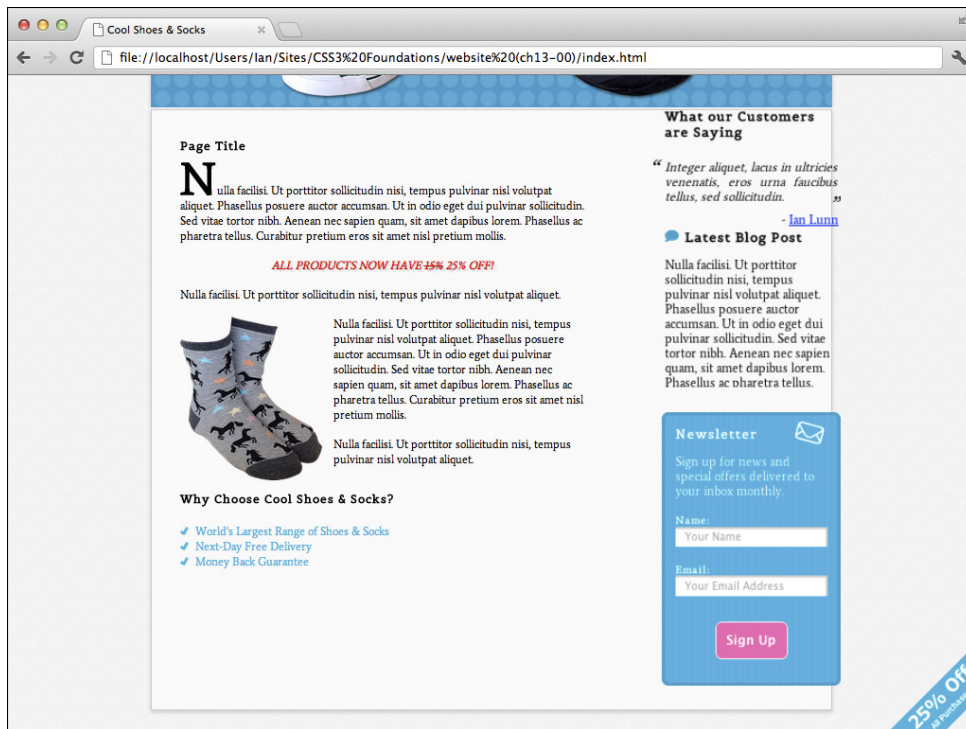 Cool Shoes & Socks
file://localhost/Users/Ian/Sites/CSS3%20Foundations/website%20(ch13-00)/index.html
Page Title
Nulla facilisi. Ut porttitor sollicitudin nisi, tempus pulvinar nisl volutpat
aliquet. Phasellus posuere auctor accumsan. Ut in odio eget dui pulvinar sollicitudin.
Sed vitae tortor nibh. Aenean nec sapien quam, sit amet dapibus lorem. Phasellus ac
pharetra tellus. Curabitur pretium eros sit amet nisl pretium mollis.
ALL PRODUCTS NOW HAVE 15% 25% OFF!
Nulla facilisi. Ut porttitor sollicitudin nisi, tempus pulvinar nisl volutpat aliquet.
Nulla facilisi. Ut porttitor sollicitudin nisi, tempus
pulvinar nisl volutpat aliquet. Phasellus posuere
auctor accumsan. Ut in odio eget dui pulvinar
sollicitudin. Sed vitae tortor nibh. Aenean nec
sapien quam, sit amet dapibus lorem. Phasellus ac
pharetra tellus. Curabitur pretium eros sit amet nisl
pretium mollis.
Nulla facilisi. Ut porttitor sollicitudin nisi, tempus
pulvinar nisl volutpat aliquet.
Why Choose Cool Shoes & Socks?
World's Largest Range of Shoes & Socks
Next-Day Free Delivery
Money Back Guarantee
What our Customers
are Saying
“ Integer aliquet, lacus in ultricies
venenatis, eros urna faucibus
tellus, sed sollicitudin. ”
- Ian Lunn
Latest Blog Post
Nulla facilisi. Ut porttitor
sollicitudin nisi, tempus
pulvinar nisl volutpat aliquet.
Phasellus posuere auctor
accumsan. Ut in odio eget dui
pulvinar sollicitudin. Sed vitae
tortor nibh. Aenean nec sapien
quam, sit amet dapibus lorem.
Phasellus ac pharetra tellus.
Newsletter
Sign up for news and
special offers delivered to
your inbox monthly.
Name:
Your Name
Email:
Your Email Address
Sign Up
25% Off
All